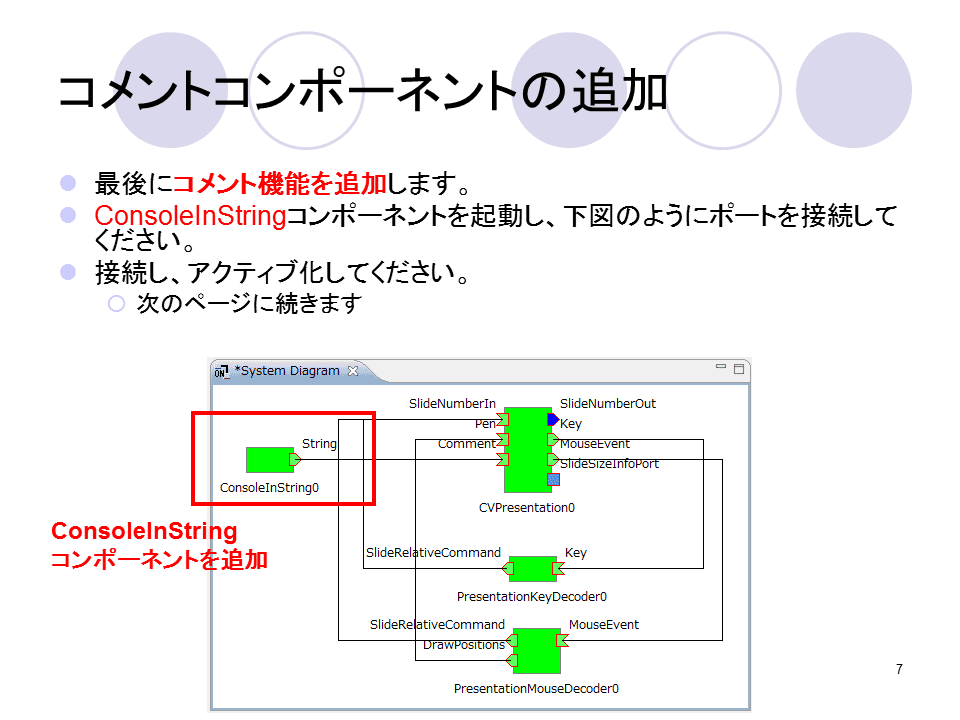 コメントコンポーネントの追加
最後にコメント機能を追加します。
ConsoleInStringコンポーネントを起動し、下図のようにポートを接続して
ください。
接続し、アクティブ化してください。
次のページに続きます
*System Diagram
SlideNumberIn
SlideNumberOut
Pen
Key
String
Comment
MouseEvent
SlideSizeInfoPort
ConsoleInString0
CVPresentation0
ConsoleInString
コンポーネントを追加
SlideRelativeCommand
Key
PresentationKeyDecoder0
SlideRelativeCommand
MouseEvent
DrawPositions
PresentationMouseDecoder0
7